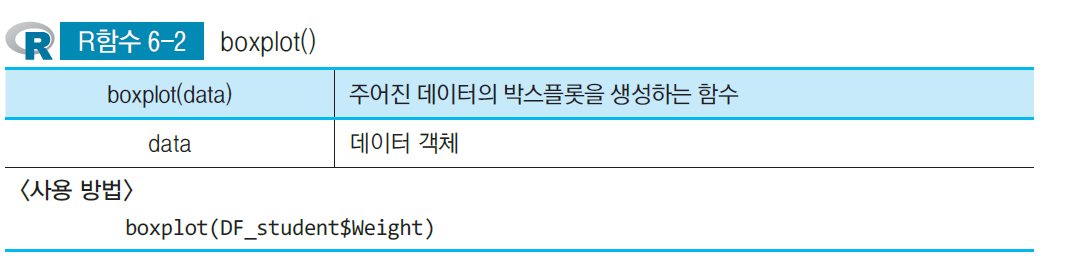 R R함수 6-2 boxplot()
boxplot(data) 주어진 데이터의 박스플롯을 생성하는 함수
data 데이터 객체
〈사용 방법〉
boxplot(DF_student$Weight)